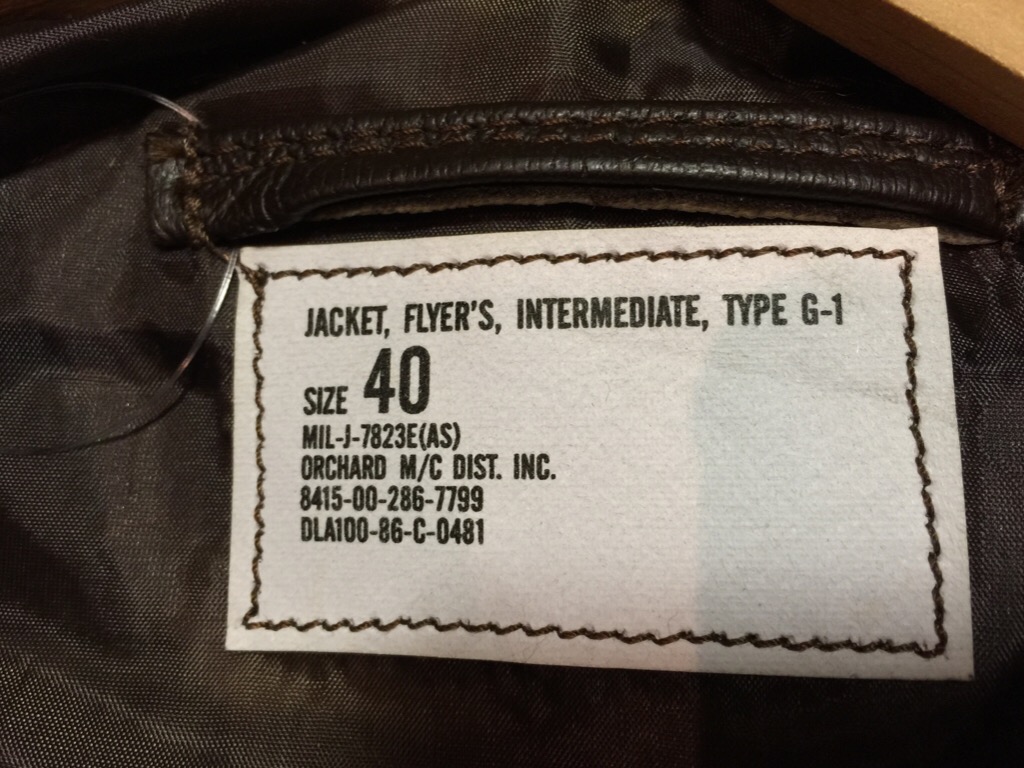 JACKET, FLYER'S, INTERMEDIATE, TYPE G-1
SIZE 40
MIL-J-7823E(AS)
ORCHARD M/C DIST. INC.
8415-00-286-7799
DLA100-86-C-0481